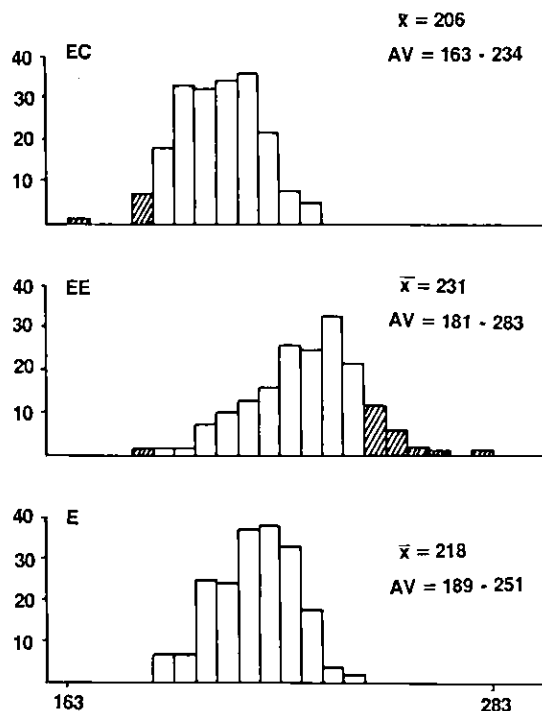 EC
x̄ = 206
AV = 163 - 234
40
30
20
10
EE
x̄ = 231
AV = 181 - 283
40
30
20
10
E
x̄ = 218
AV = 189 - 251
40
30
20
10
163
283